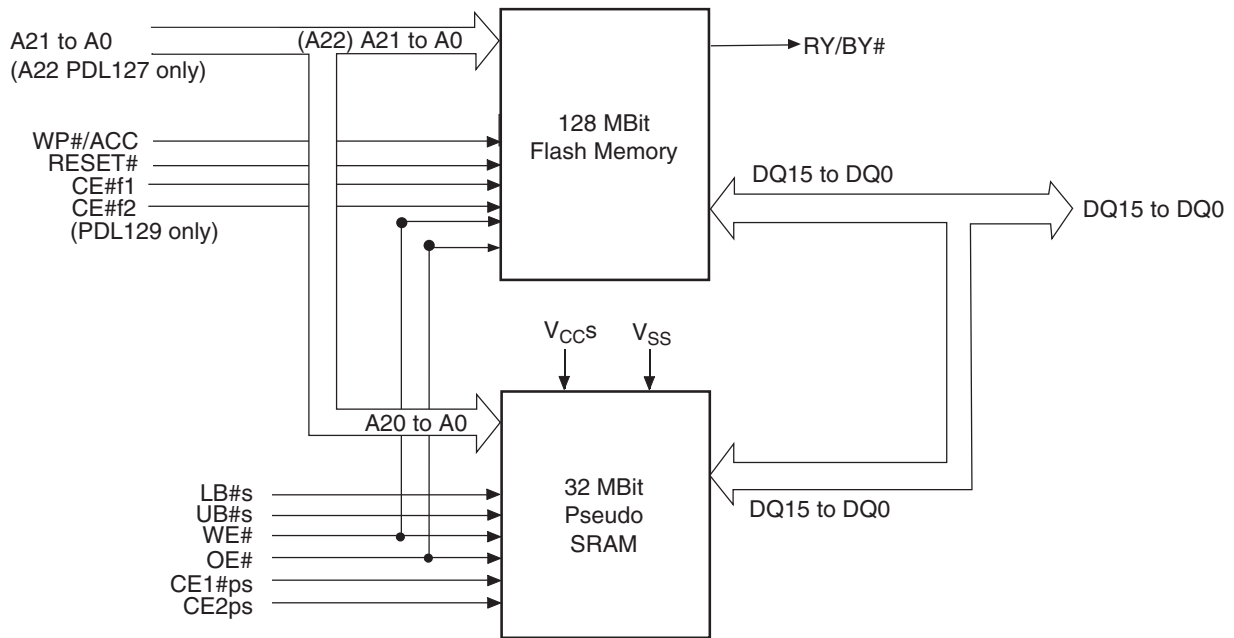 A21 to A0
(A22 PDL127 only)
(A22) A21 to A0
RY/BY#
WP#/ACC
RESET#
CE#f1
CE#f2
(PDL129 only)
128 MBit
Flash Memory
DQ15 to DQ0
DQ15 to DQ0
VCCs
VSS
A20 to A0
LB#s
UB#s
WE#
OE#
CE1#ps
CE2ps
32 MBit
Pseudo
SRAM
DQ15 to DQ0